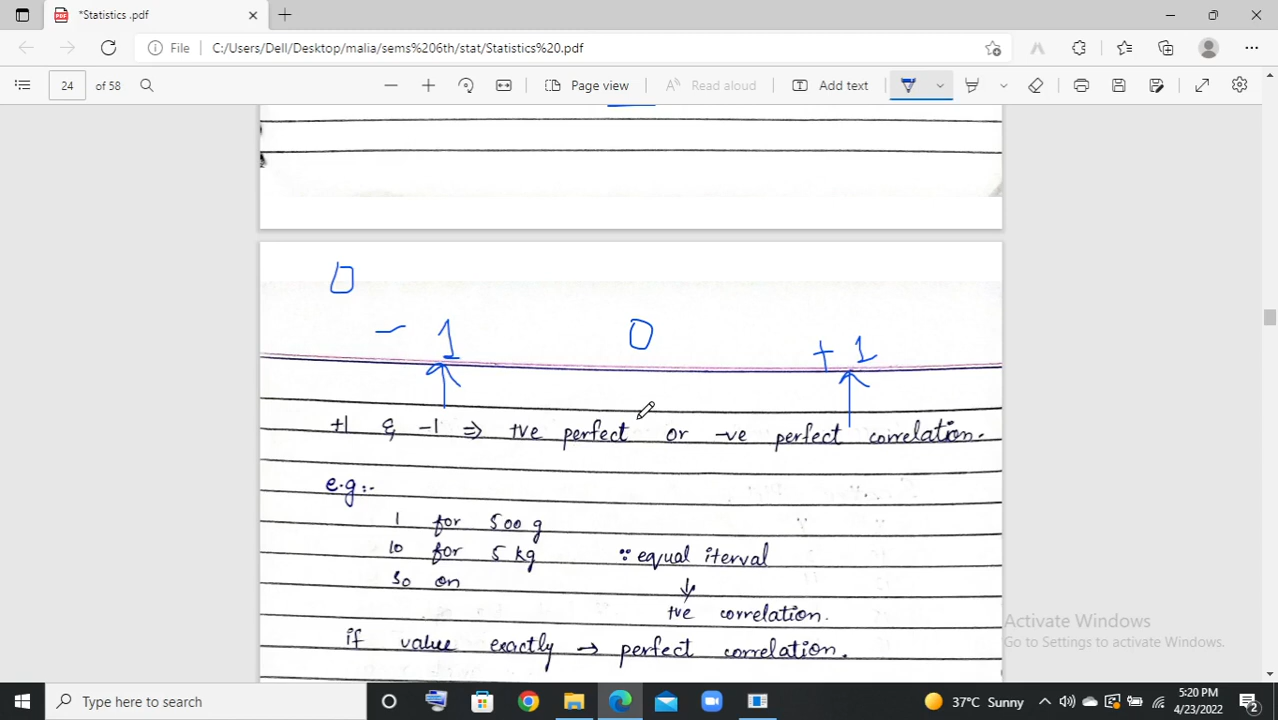 *Statistics .pdf
File C:/Users/Dell/Desktop/malia/sems%206th/stat/Statistics%20.pdf
24 of 58 Page view Read aloud Add text
0
- 1 0 + 1
+1 & -1 ⇒ +ve perfect or -ve perfect correlation.
e.g:-
1 for 500 g
10 for 5 kg ∵ equal iterval
So on ↓
+ve correlation.
if value exactly → perfect correlation.
Activate Windows
Go to Settings to activate Windows.
Type here to search
37°C Sunny
5:20 PM
4/23/2022
2